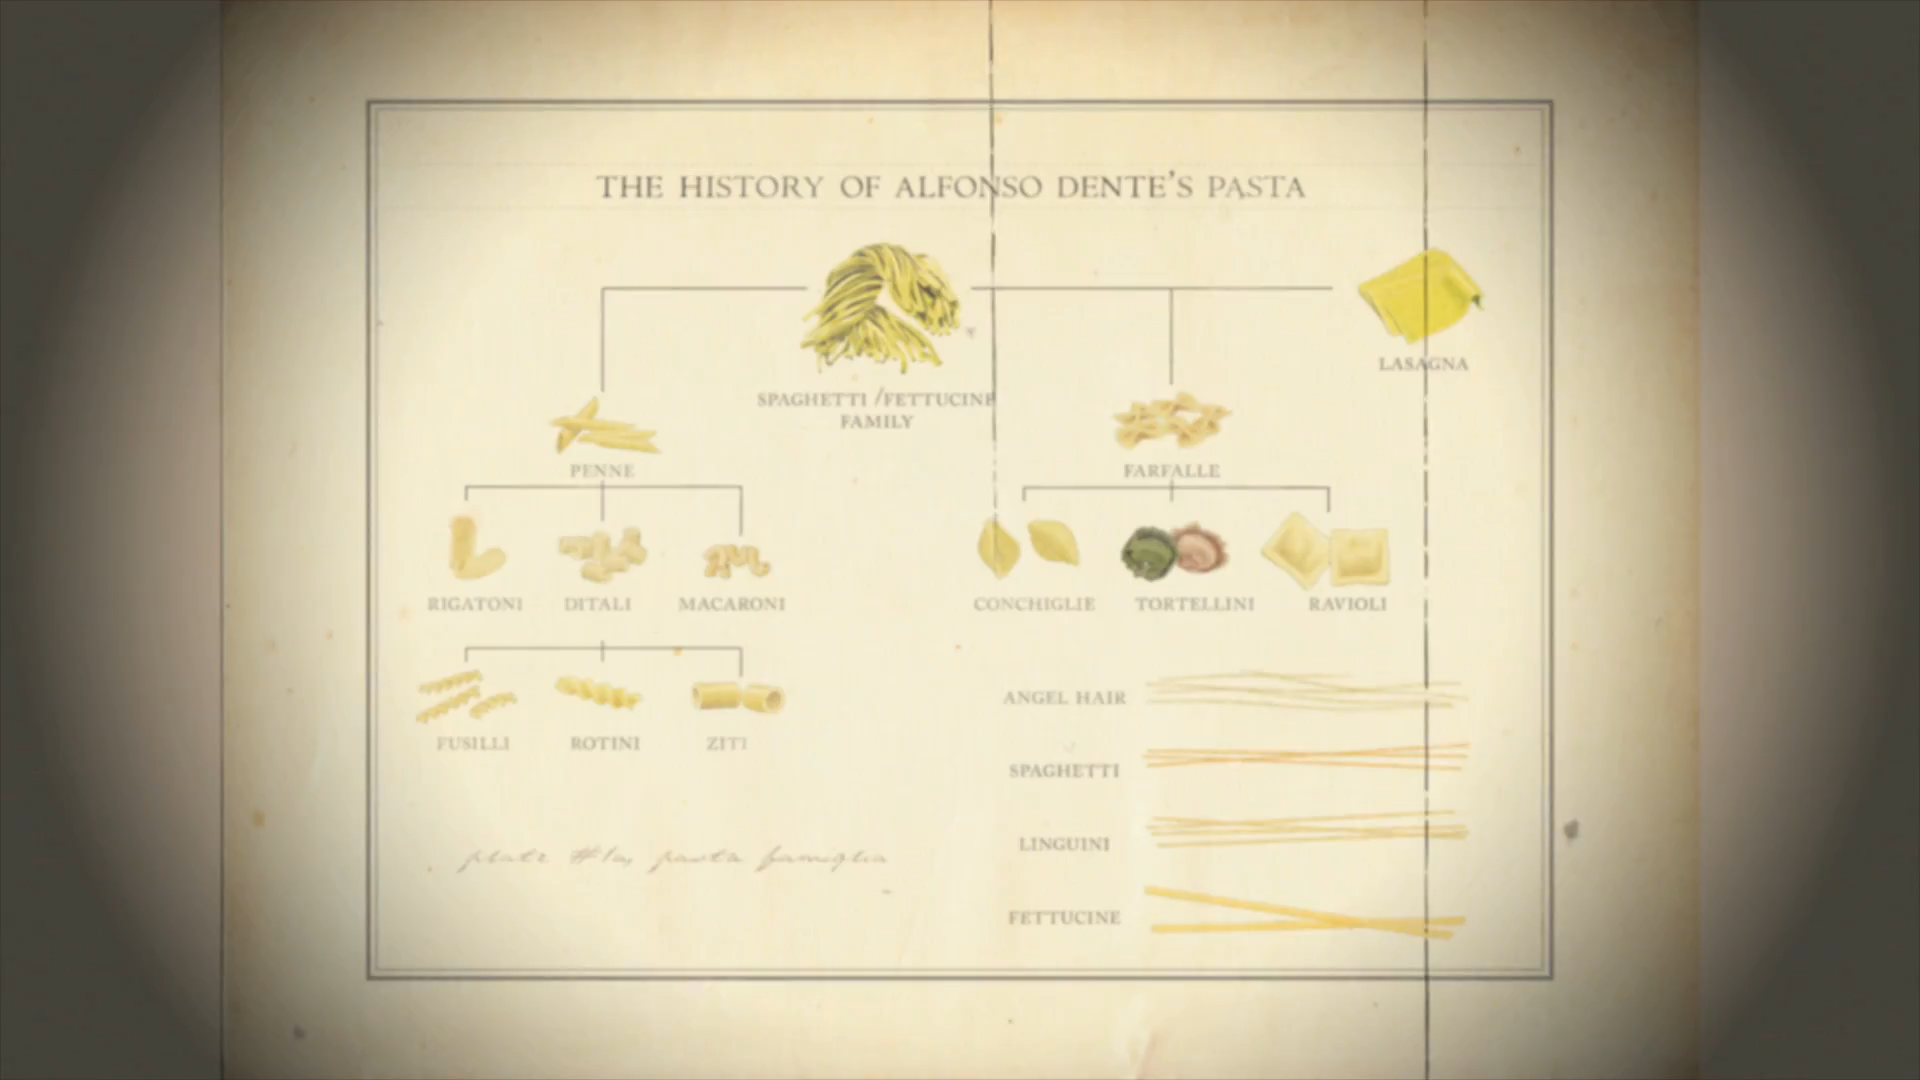 THE HISTORY OF ALFONSO DENTE'S PASTA
LASAGNA
SPAGHETTI /FETTUCINE
FAMILY
PENNE
FARFALLE
RIGATONI
DITALI
MACARONI
CONCHIGLIE
TORTELLINI
RAVIOLI
FUSILLI
ROTINI
ZITI
ANGEL HAIR
SPAGHETTI
LINGUINI
FETTUCINE
plate #1a, pasta famiglia